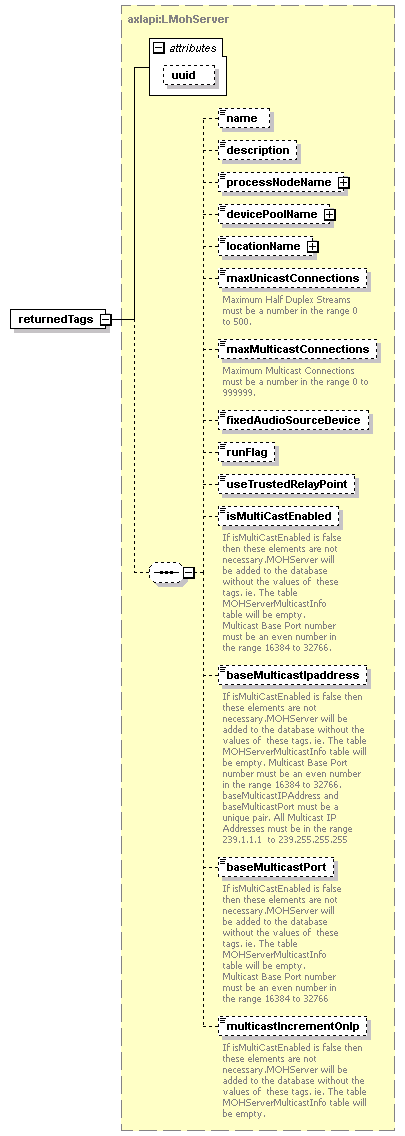 axlapi:LMohServer
attributes
uuid
name
description
processNodeName
devicePoolName
locationName
maxUnicastConnections
Maximum Half Duplex Streams
must be a number in the range 0
to 500.
returnedTags
maxMulticastConnections
Maximum Multicast Connections
must be a number in the range 0 to
999999.
fixedAudioSourceDevice
runFlag
useTrustedRelayPoint
isMultiCastEnabled
If isMultiCastEnabled is false
then these elements are not
necessary.MOHServer will
be added to the database
without the values of these
tags. ie. The table
MOHServerMulticastInfo
table will be empty.
Multicast Base Port number
must be an even number in
the range 16384 to 32766.
baseMulticastIpaddress
If isMultiCastEnabled is false then
these elements are not
necessary.MOHServer will be
added to the database without the
values of these tags. ie. The table
MOHServerMulticastInfo table will
be empty. Multicast Base Port
number must be an even number
in the range 16384 to 32766.
baseMulticastIPAddress and
baseMulticastPort must be a
unique pair. All Multicast IP
Addresses must be in the range
239.1.1.1 to 239.255.255.255
baseMulticastPort
If isMultiCastEnabled is false
then these elements are not
necessary.MOHServer will
be added to the database
without the values of these
tags. ie. The table
MOHServerMulticastInfo
table will be empty.
Multicast Base Port number
must be an even number in
the range 16384 to 32766
multicastIncrementOnIp
If isMultiCastEnabled is false then
these elements are not
necessary.MOHServer will be
added to the database without the
values of these tags. ie. The table
MOHServerMulticastInfo table will
be empty.